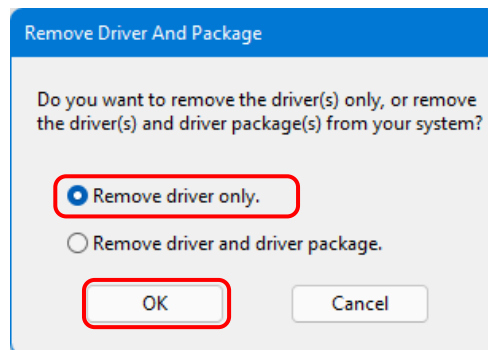 Remove Driver And Package
Do you want to remove the driver(s) only, or remove
the driver(s) and driver package(s) from your system?
Remove driver only.
Remove driver and driver package.
OK
Cancel